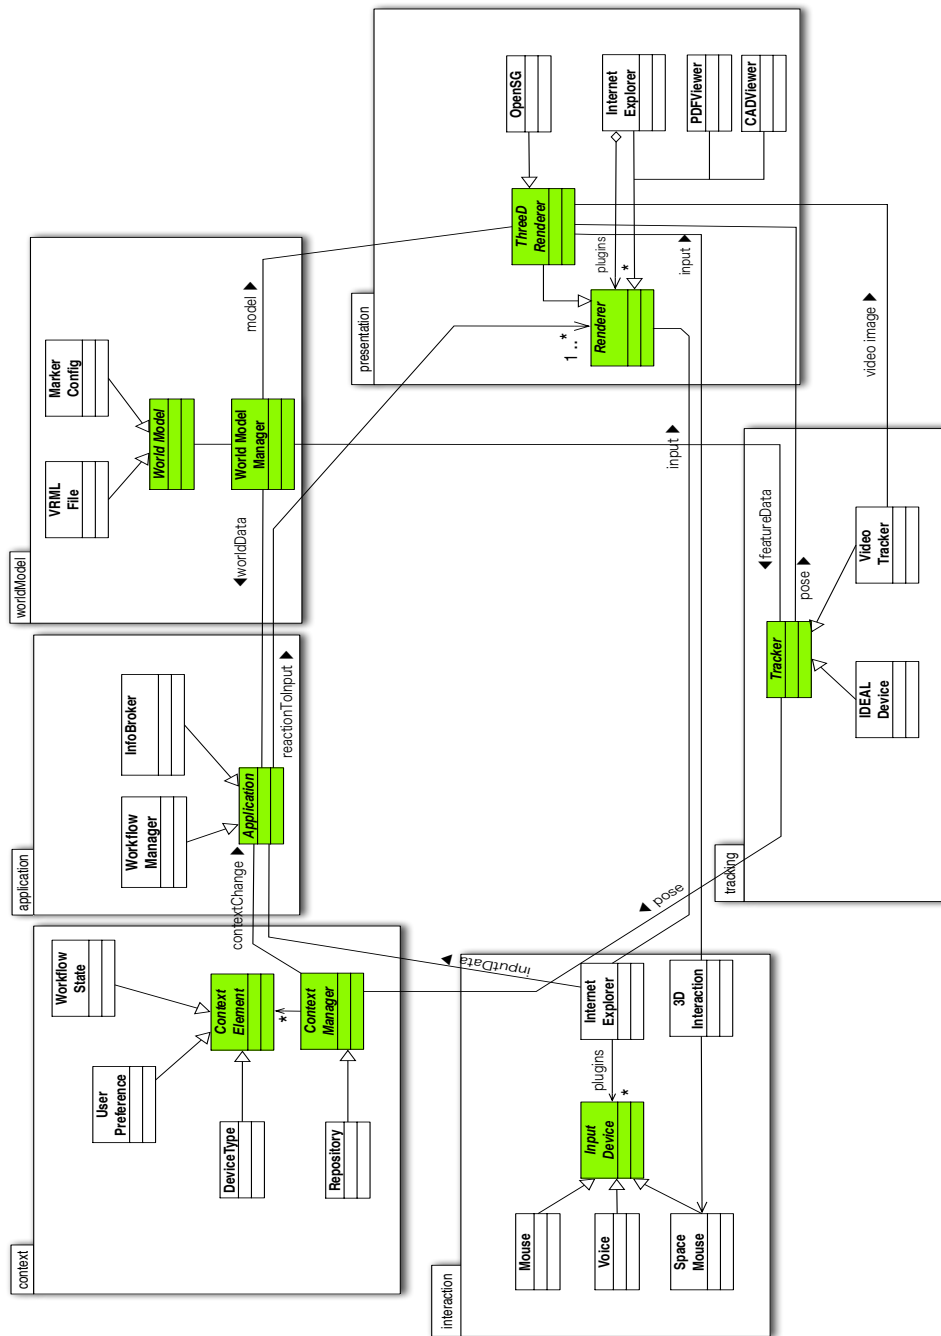 context
Workflow
State
User
Preference
Context
Element
DeviceType
*
Context
Manager
Repository
application
InfoBroker
Workflow
Manager
Application
contextChange
reactionToInput
worldModel
Marker
Config
VRML
File
World Model
World Model
Manager
worldData
model
presentation
OpenSG
ThreeD
Renderer
Internet
Explorer
PDFViewer
CADViewer
plugins
*
1 .. *
Renderer
input
input
video image
interaction
inputData
pose
Internet
Explorer
3D
Interaction
plugins
*
Input
Device
Mouse
Voice
Space
Mouse
tracking
featureData
pose
Tracker
Video
Tracker
IDEAL
Device